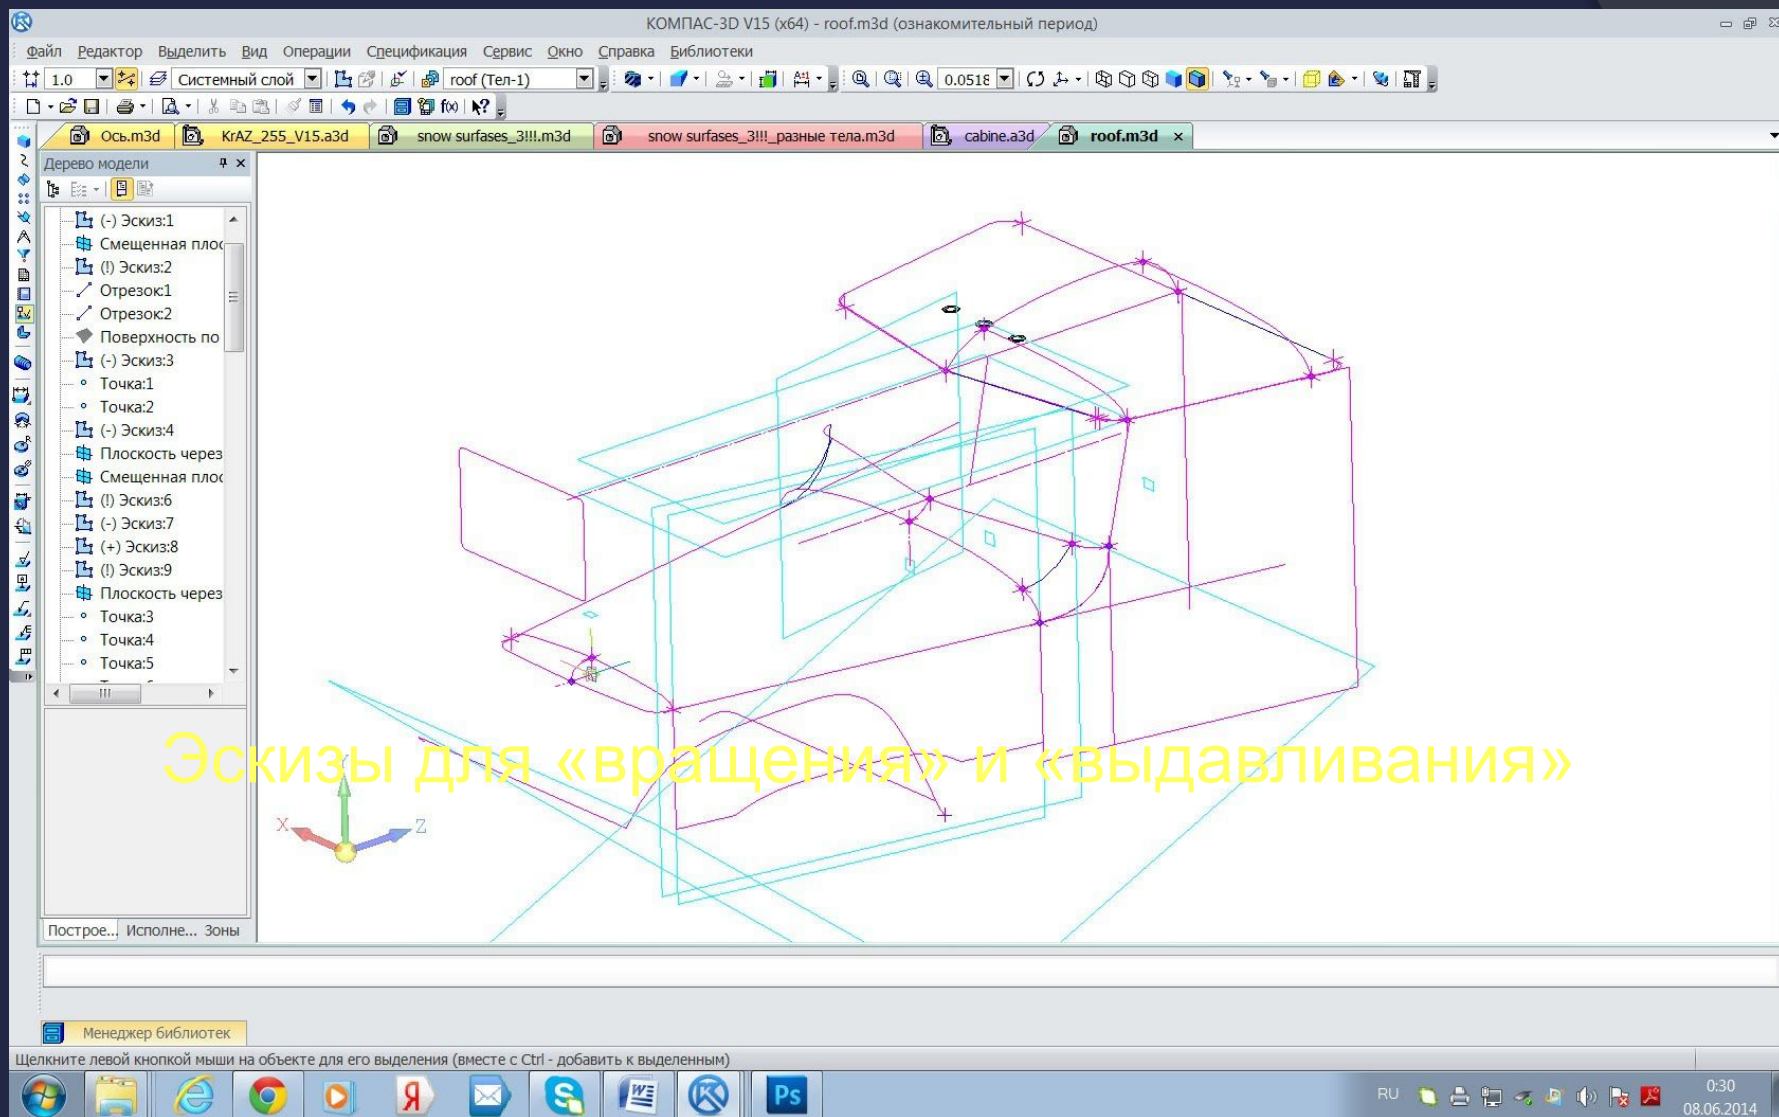 КОМПАС-3D V15 (x64) - roof.m3d (ознакомительный период)
Файл Редактор Выделить Вид Операции Спецификация Сервис Окно Справка Библиотеки
1.0 Системный слой roof (Тел-1) 0.0518
f(x)
Ось.m3d KrAZ_255_V15.a3d snow surfases_3!!!.m3d snow surfases_3!!!_разные тела.m3d cabine.a3d roof.m3d
Дерево модели
(-) Эскиз:1
Смещенная плос
(!) Эскиз:2
Отрезок:1
Отрезок:2
Поверхность по
(-) Эскиз:3
Точка:1
Точка:2
(-) Эскиз:4
Плоскость через
Смещенная плос
(!) Эскиз:6
(-) Эскиз:7
(+) Эскиз:8
(!) Эскиз:9
Плоскость через
Точка:3
Точка:4
Точка:5
Эскизы для «вращения» и «выдавливания»
Y
X
Z
Построе... Исполне... Зоны
Менеджер библиотек
Щелкните левой кнопкой мыши на объекте для его выделения (вместе с Ctrl - добавить к выделенным)
Я
S
W
Ps
RU
0:30
08.06.2014